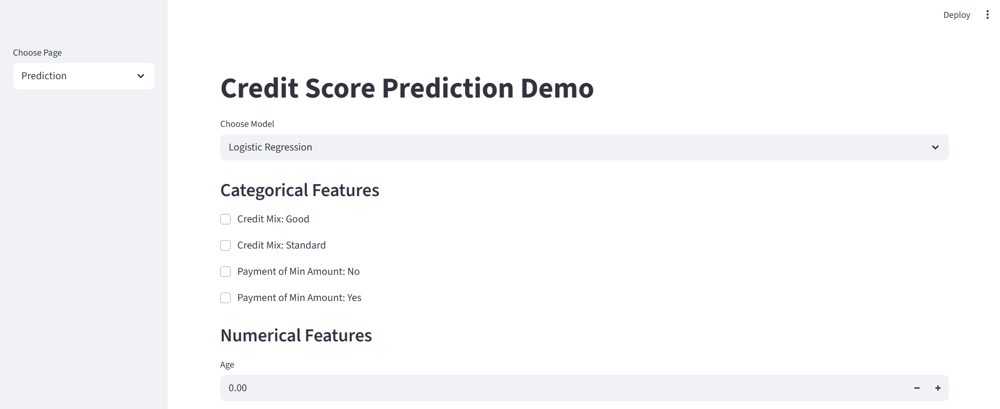 Deploy
Choose Page
Prediction
Credit Score Prediction Demo
Choose Model
Logistic Regression
Categorical Features
Credit Mix: Good
Credit Mix: Standard
Payment of Min Amount: No
Payment of Min Amount: Yes
Numerical Features
Age
0.00